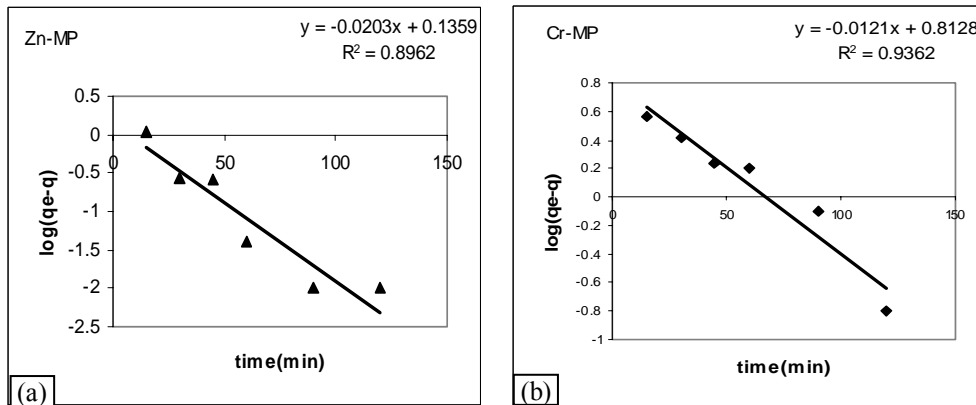 Zn-MP
y = -0.0203x + 0.1359
R² = 0.8962
0.5
0
-0.5
-1
-1.5
-2
-2.5
0
50
100
150
log(qe-q)
time(min)
(a)
Cr-MP
y = -0.0121x + 0.8128
R² = 0.9362
0.8
0.6
0.4
0.2
0
-0.2
-0.4
-0.6
-0.8
-1
0
50
100
150
log(qe-q)
time(min)
(b)